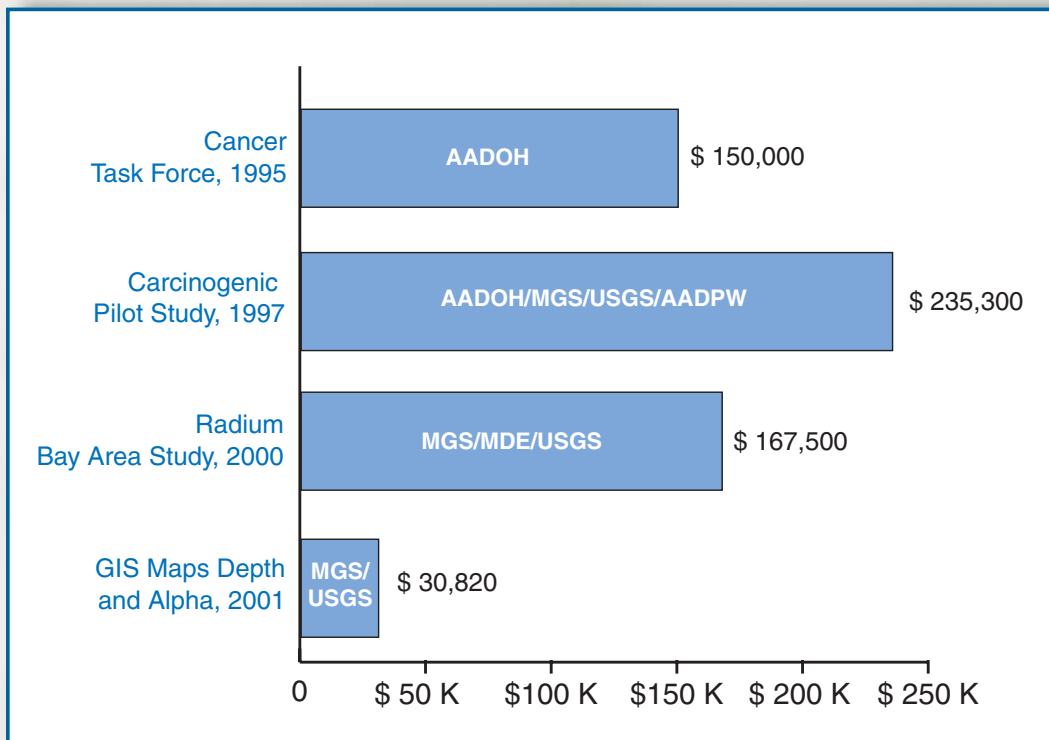 Cancer
Task Force, 1995
AADOH
$ 150,000
Carcinogenic
Pilot Study, 1997
AADOH/MGS/USGS/AADPW
$ 235,300
Radium
Bay Area Study, 2000
MGS/MDE/USGS
$ 167,500
GIS Maps Depth
and Alpha, 2001
MGS/
USGS
$ 30,820
0 $ 50 K $100 K $150 K $ 200 K $ 250 K